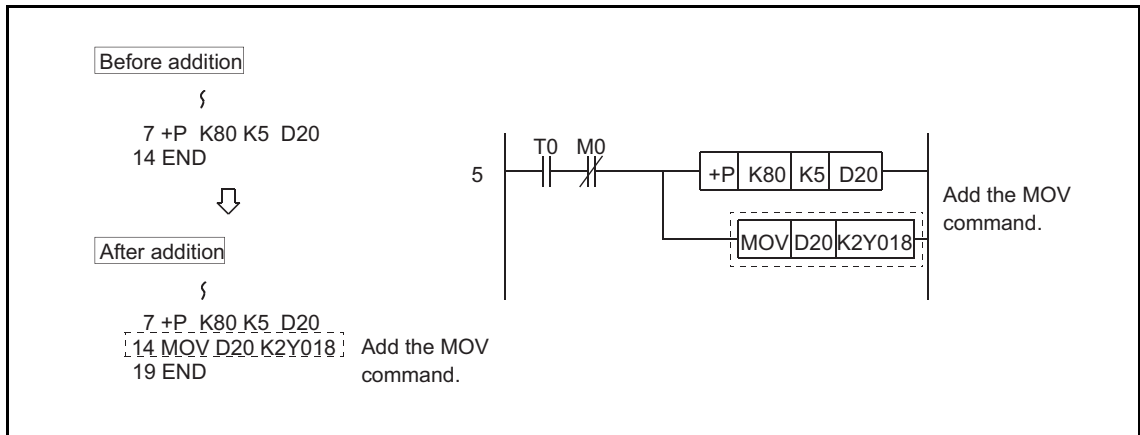 Before addition
7 +P K80 K5 D20
14 END
After addition
7 +P K80 K5 D20
14 MOV D20 K2Y018
19 END
Add the MOV
command.
T0 M0
5
+P K80 K5 D20
MOV D20 K2Y018
Add the MOV
command.